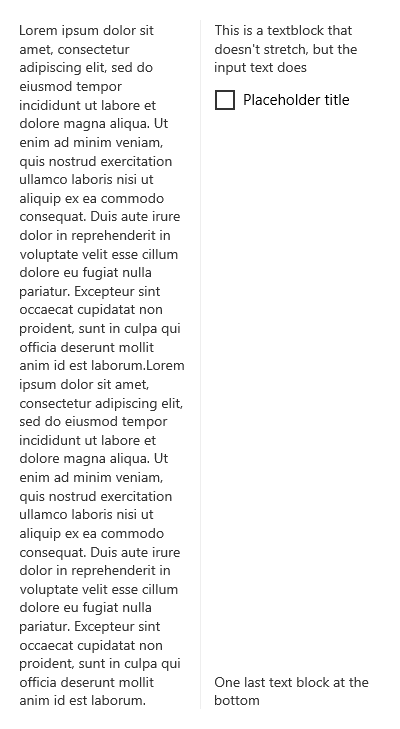 Lorem ipsum dolor sit
amet, consectetur
adipiscing elit, sed do
eiusmod tempor
incididunt ut labore et
dolore magna aliqua. Ut
enim ad minim veniam,
quis nostrud exercitation
ullamco laboris nisi ut
aliquip ex ea commodo
consequat. Duis aute irure
dolor in reprehenderit in
voluptate velit esse cillum
dolore eu fugiat nulla
pariatur. Excepteur sint
occaecat cupidatat non
proident, sunt in culpa qui
officia deserunt mollit
anim id est laborum.Lorem
ipsum dolor sit amet,
consectetur adipiscing elit,
sed do eiusmod tempor
incididunt ut labore et
dolore magna aliqua. Ut
enim ad minim veniam,
quis nostrud exercitation
ullamco laboris nisi ut
aliquip ex ea commodo
consequat. Duis aute irure
dolor in reprehenderit in
voluptate velit esse cillum
dolore eu fugiat nulla
pariatur. Excepteur sint
occaecat cupidatat non
proident, sunt in culpa qui
officia deserunt mollit
anim id est laborum.
This is a textblock that
doesn't stretch, but the
input text does
Placeholder title
One last text block at the
bottom